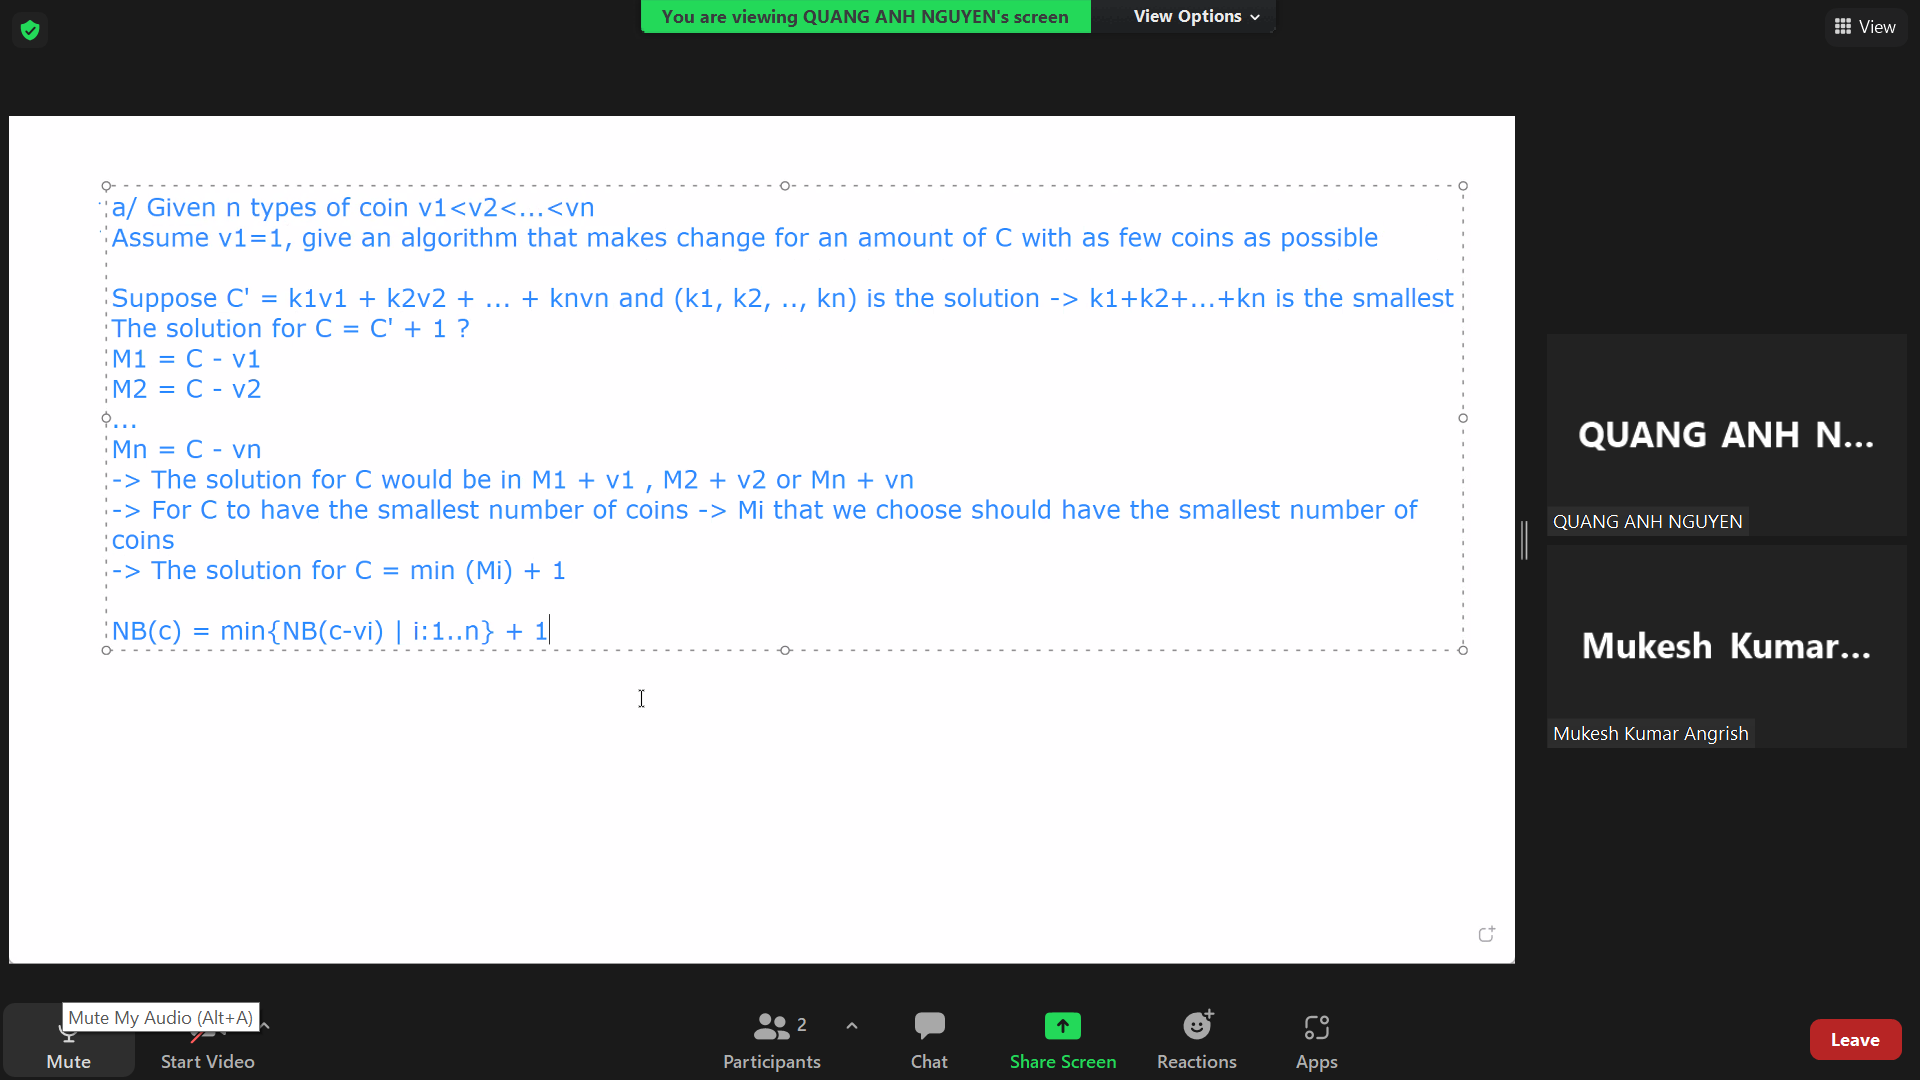 You are viewing QUANG ANH NGUYEN's screen
View Options
View
a/ Given n types of coin v1<v2<...<vn
Assume v1=1, give an algorithm that makes change for an amount of C with as few coins as possible
Suppose C' = k1v1 + k2v2 + ... + knvn and (k1, k2, .., kn) is the solution -> k1+k2+...+kn is the smallest
The solution for C = C' + 1 ?
M1 = C - v1
M2 = C - v2
...
Mn = C - vn
-> The solution for C would be in M1 + v1 , M2 + v2 or Mn + vn
-> For C to have the smallest number of coins -> Mi that we choose should have the smallest number of
coins
-> The solution for C = min (Mi) + 1
NB(c) = min{NB(c-vi) | i:1..n} + 1
QUANG ANH N...
QUANG ANH NGUYEN
Mukesh Kumar...
Mukesh Kumar Angrish
Mute My Audio (Alt+A)
Mute
Start Video
2
Participants
Chat
Share Screen
Reactions
Apps
Leave